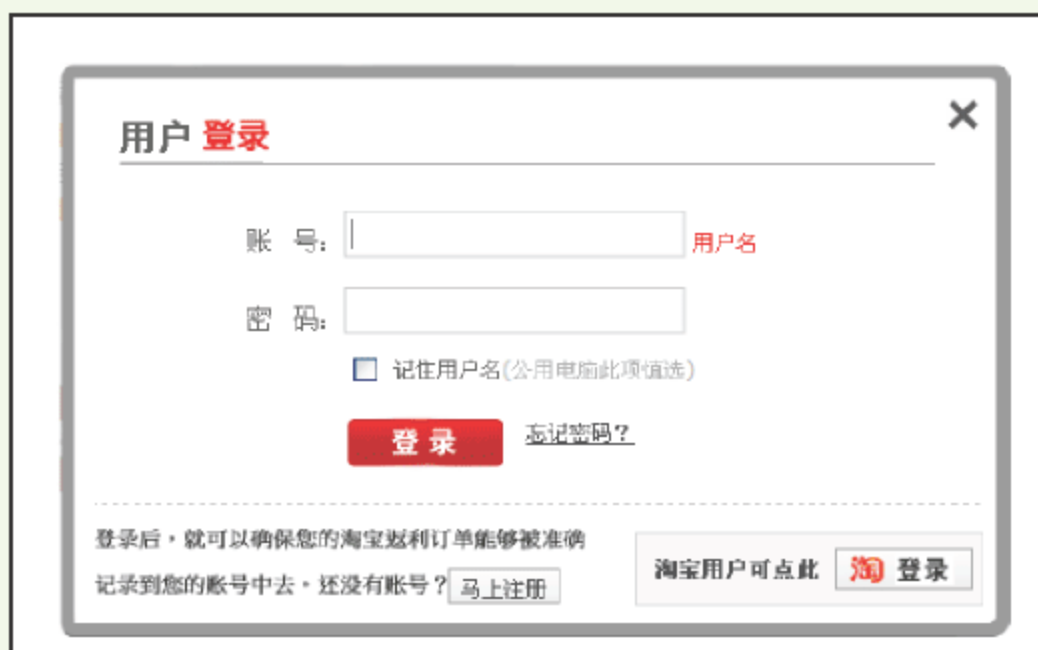 用户 登录
账 号:
用户名
密 码:
记住用户名(公用电脑此项慎选)
登 录 忘记密码?
登录后，就可以确保您的淘宝返利订单能够被准确
记录到您的账号中去。还没有账号？ 马上注册
淘宝用户可点此 淘 登录